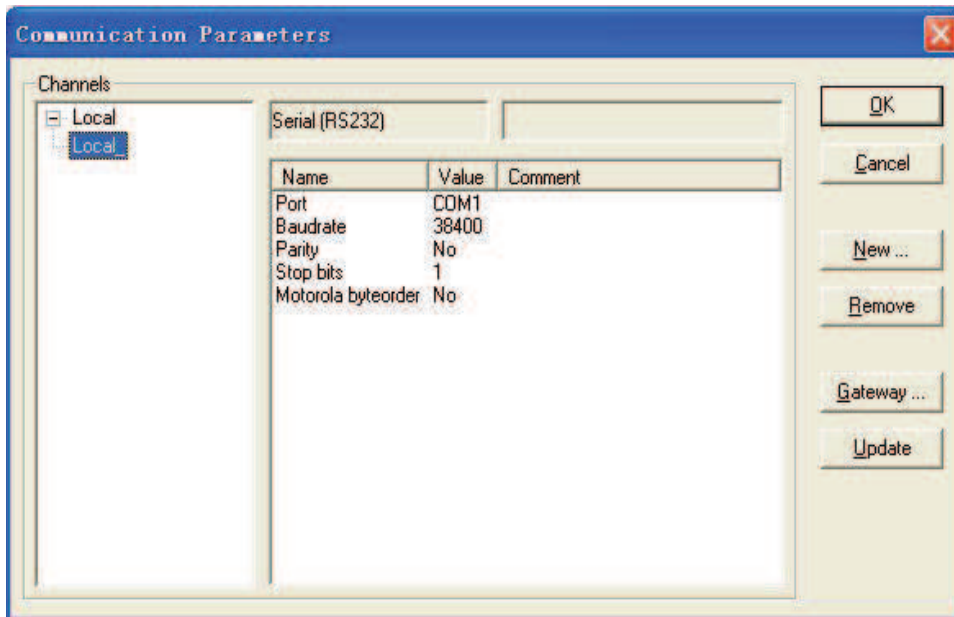 Communication Parameters
Channels
Local
Local_
Serial (RS232)
Name Value Comment
Port COM1
Baudrate 38400
Parity No
Stop bits 1
Motorola byteorder No
OK
Cancel
New ...
Remove
Gateway ...
Update